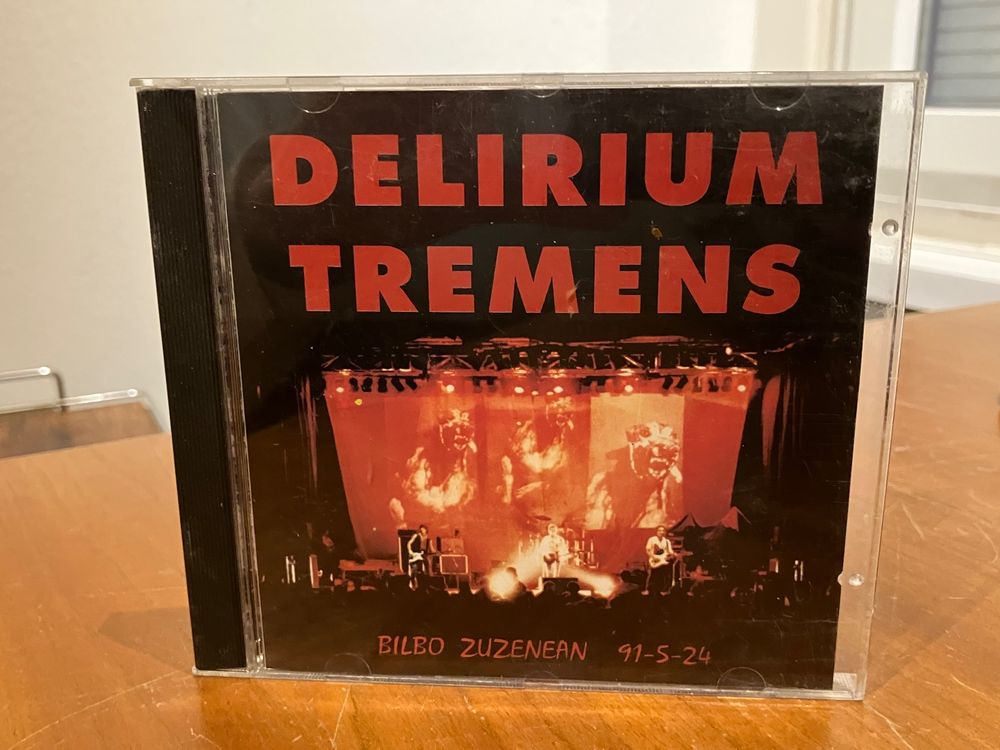 DELIRIUM
TREMENS
BILBO ZUZENEAN 91-5-24